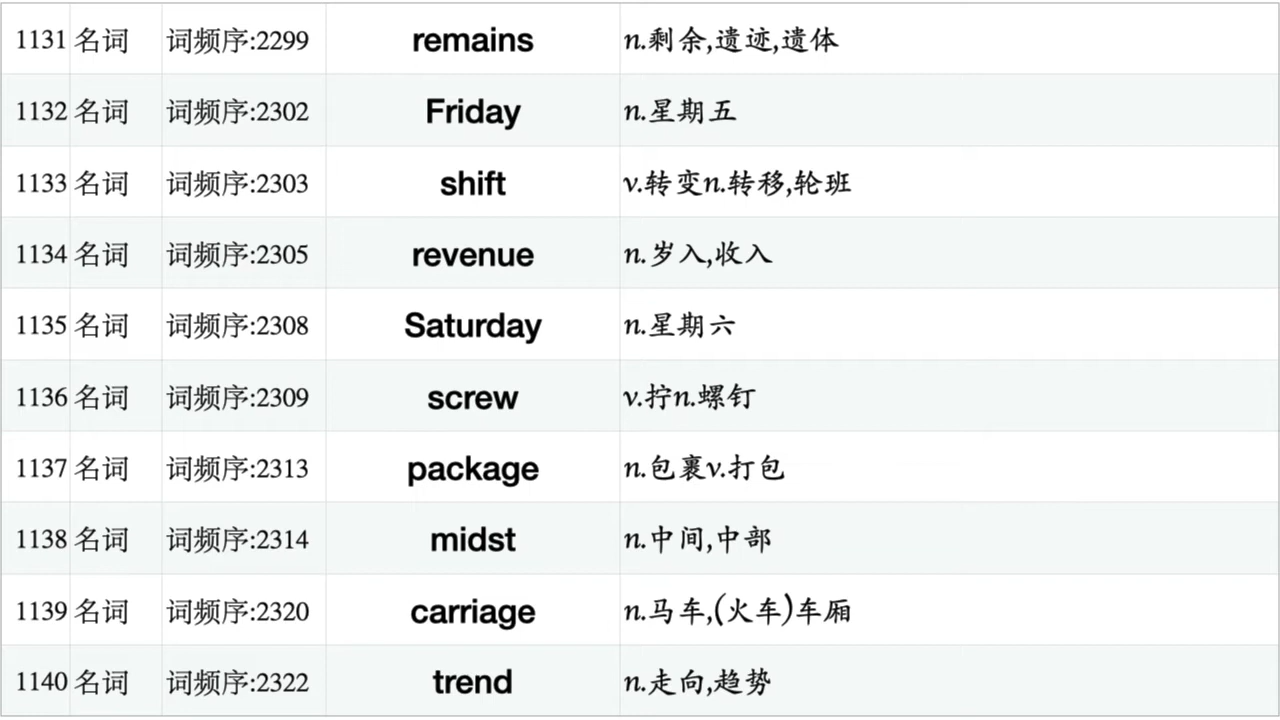 1131 名词 词频序:2299 remains n.剩余,遗迹,遗体
1132 名词 词频序:2302 Friday n.星期五
1133 名词 词频序:2303 shift v.转变n.转移,轮班
1134 名词 词频序:2305 revenue n.岁入,收入
1135 名词 词频序:2308 Saturday n.星期六
1136 名词 词频序:2309 screw v.拧n.螺钉
1137 名词 词频序:2313 package n.包裹v.打包
1138 名词 词频序:2314 midst n.中间,中部
1139 名词 词频序:2320 carriage n.马车,(火车)车厢
1140 名词 词频序:2322 trend n.走向,趋势